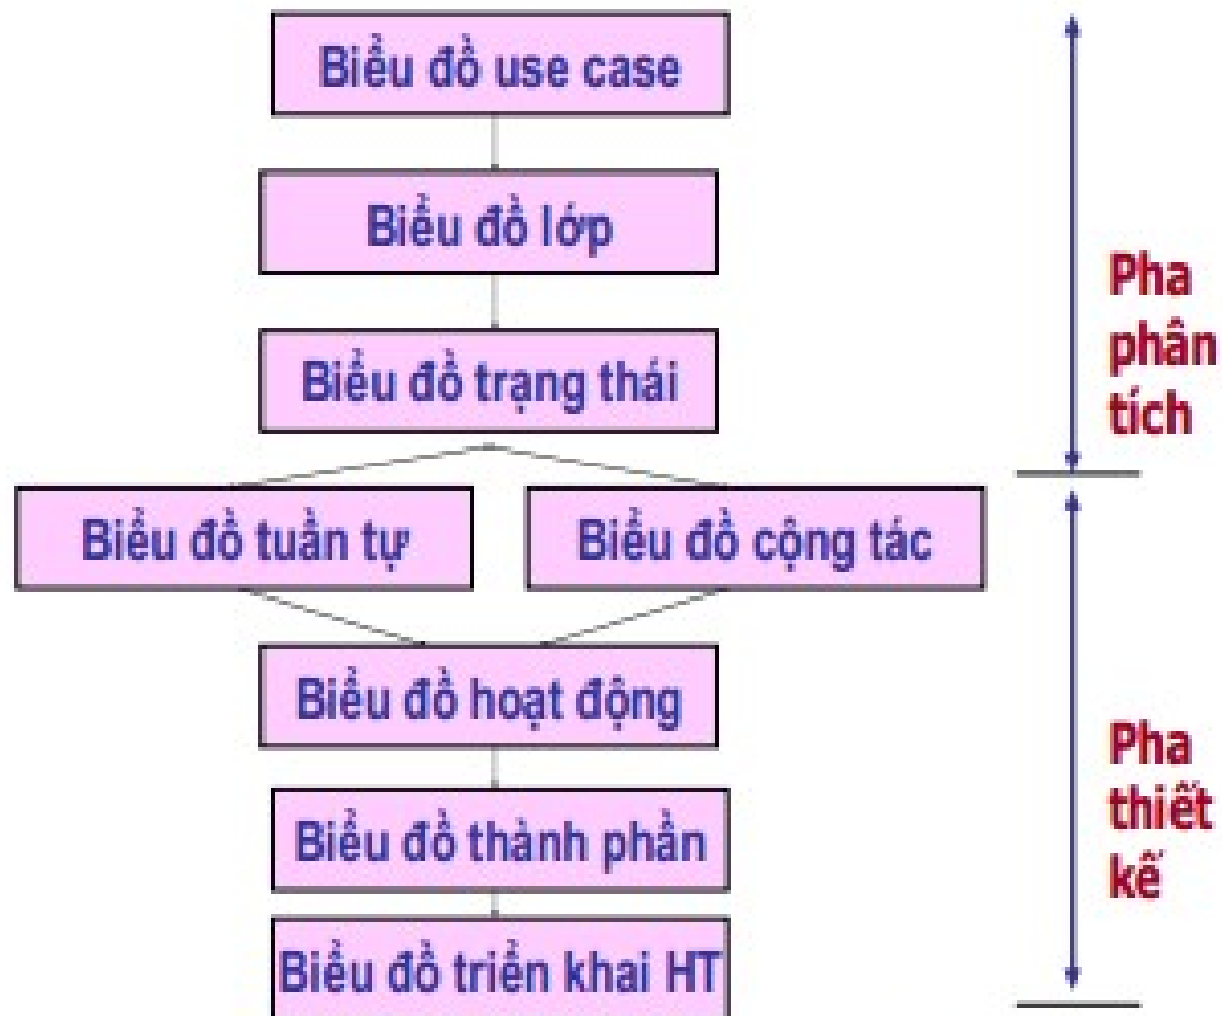 Biểu đồ use case
Biểu đồ lớp
Biểu đồ trạng thái
Biểu đồ tuần tự
Biểu đồ cộng tác
Biểu đồ hoạt động
Biểu đồ thành phần
Biểu đồ triển khai HT
Pha
phân
tích
Pha
thiết
kế